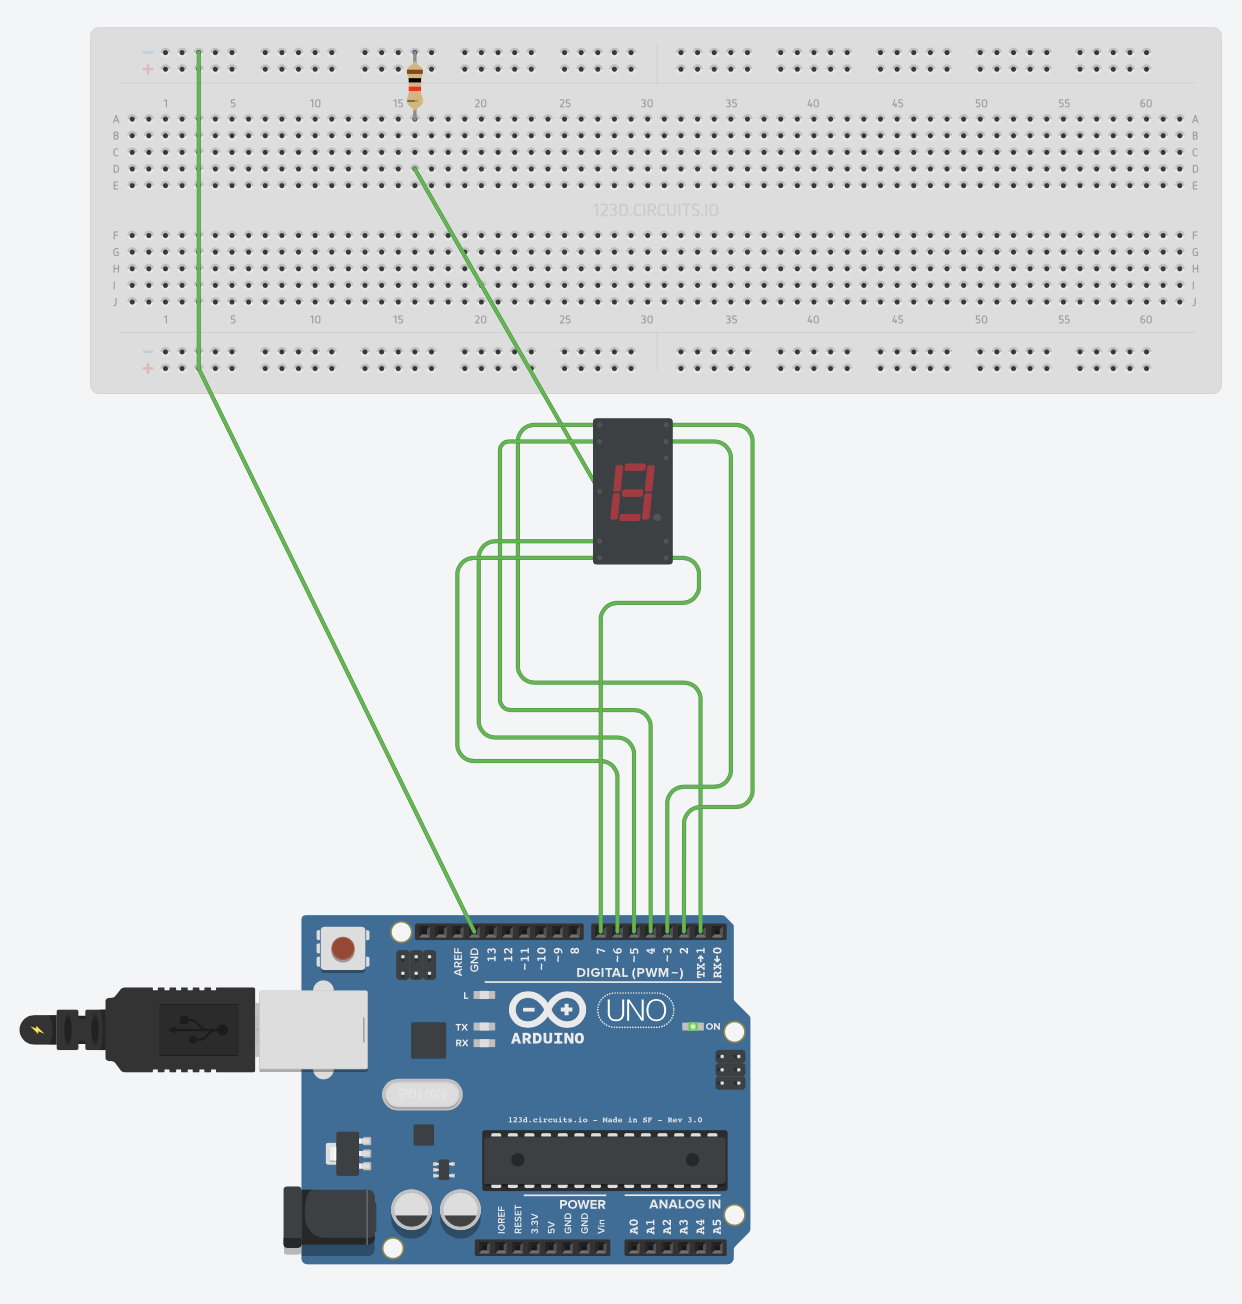 − 
+
1 5 10 15 20 25 30 35 40 45 50 55 60
A A
B B
C C
D D
E E
123D.CIRCUITS.IO
F F
G G
H H
I I
J J
1 5 10 15 20 25 30 35 40 45 50 55 60
−
+
AREF GND 13 12 ~11 ~10 ~9 8 7 ~6 ~5 4 ~3 2 TX→1 RX←0
DIGITAL (PWM~)
L
TX
RX
ARDUINO
UNO
ON
123d.circuits.io - Made in SF - Rev 3.0
POWER ANALOG IN
IOREF RESET 3.3V 5V GND GND Vin A0 A1 A2 A3 A4 A5